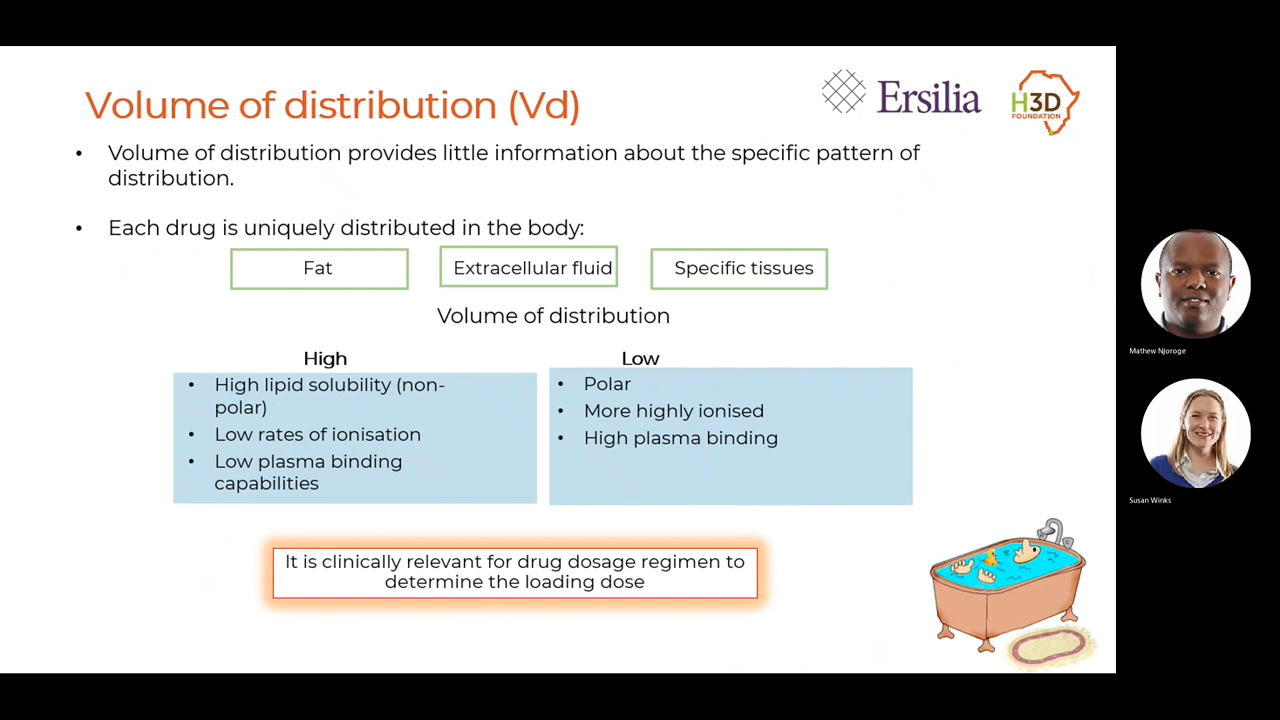 Volume of distribution (Vd)
Ersilia
H3D
FOUNDATION
• Volume of distribution provides little information about the specific pattern of
distribution.
• Each drug is uniquely distributed in the body:
Fat
Extracellular fluid
Specific tissues
Volume of distribution
High
• High lipid solubility (non-
polar)
• Low rates of ionisation
• Low plasma binding
capabilities
Low
• Polar
• More highly ionised
• High plasma binding
It is clinically relevant for drug dosage regimen to
determine the loading dose
Mathew Njoroge
Susan Winks